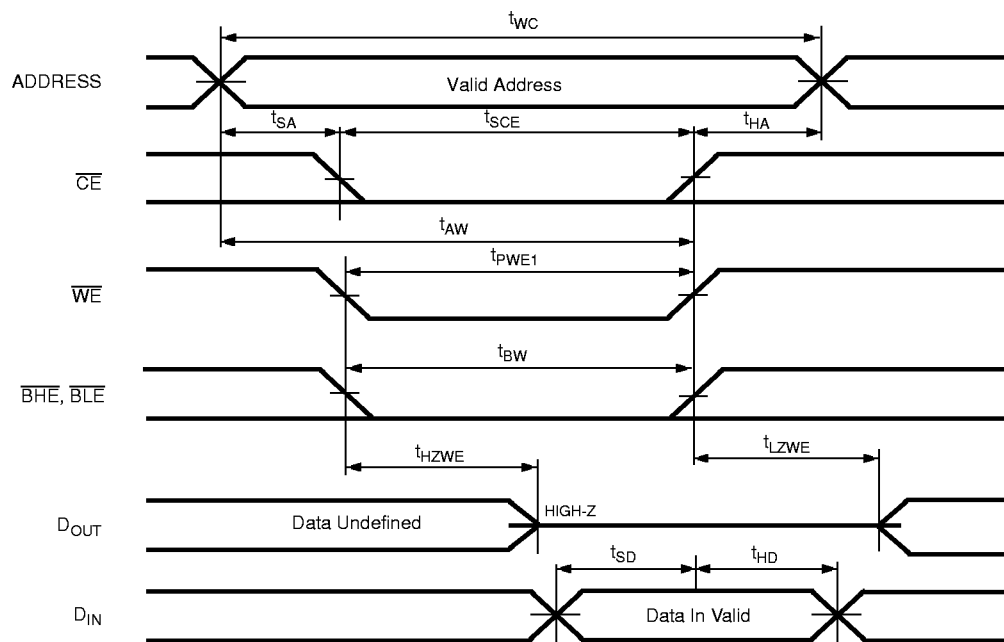 tWC
ADDRESS
Valid Address
tSA
tSCE
tHA
CE
tAW
tPWE1
WE
tBW
BHE, BLE
tHZWE
tLZWE
DOUT
Data Undefined
HIGH-Z
tSD
tHD
DIN
Data In Valid